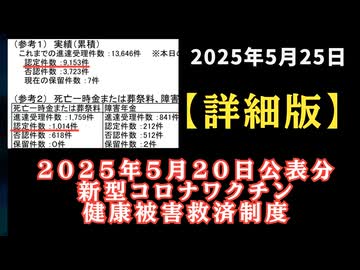 (参考1) 実績(累積)
これまでの進達受理件数:13,646件 ※本日の
認定件数:9,153件
否認件数:3,723件
現在の保留件数:7件
(参考2) 死亡一時金または葬祭料、障害
死亡一時金または葬祭料 障害年金
進達受理件数:1,759件 進達受理件数:841件
認定件数:1,014件 認定件数:212件
否認件数:618件 否認件数:512件
保留件数:0件 保留件数:2件
2025年5月25日
【詳細版】
2025年5月20日公表分
新型コロナワクチン
健康被害救済制度